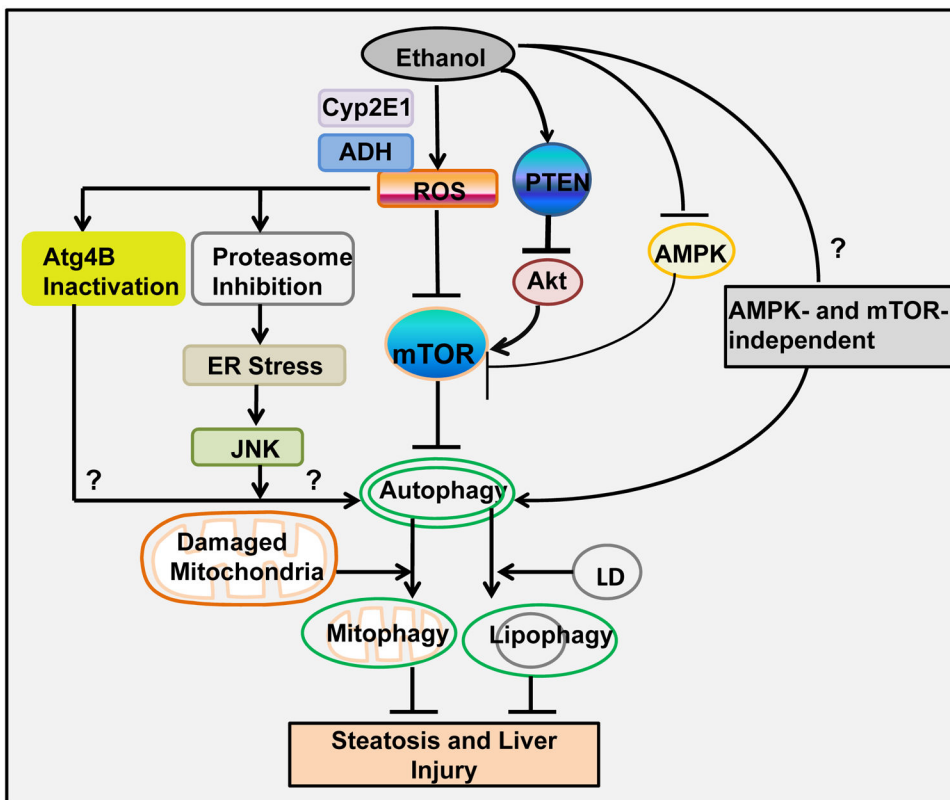 Ethanol
Cyp2E1
ADH
ROS
PTEN
AMPK
?
Atg4B
Inactivation
Proteasome
Inhibition
Akt
AMPK- and mTOR-
independent
mTOR
ER Stress
JNK
?
?
Autophagy
Damaged
Mitochondria
LD
Mitophagy
Lipophagy
Steatosis and Liver
Injury